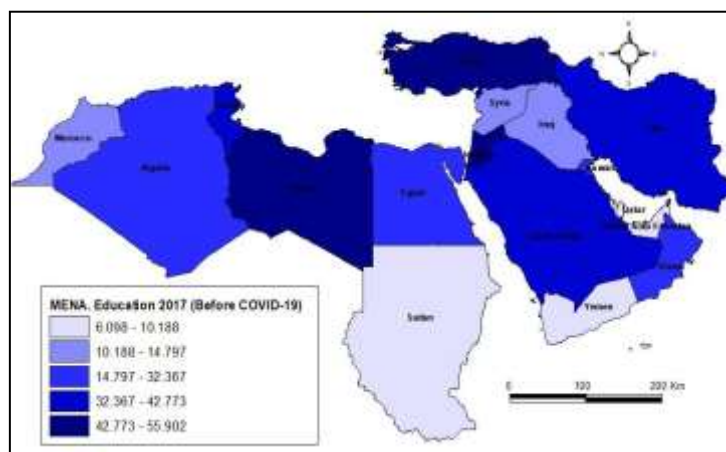 Syria
Morocco
Iraq
Iran
Algeria
Kuwait
Egypt
Qatar
Oman
Yemen
Sudan
MENA. Education 2017 (Before COVID-19)
6.098 - 10.188
10.188 - 14.797
14.797 - 32.367
32.367 - 42.773
42.773 - 55.902
0 100 200 Km